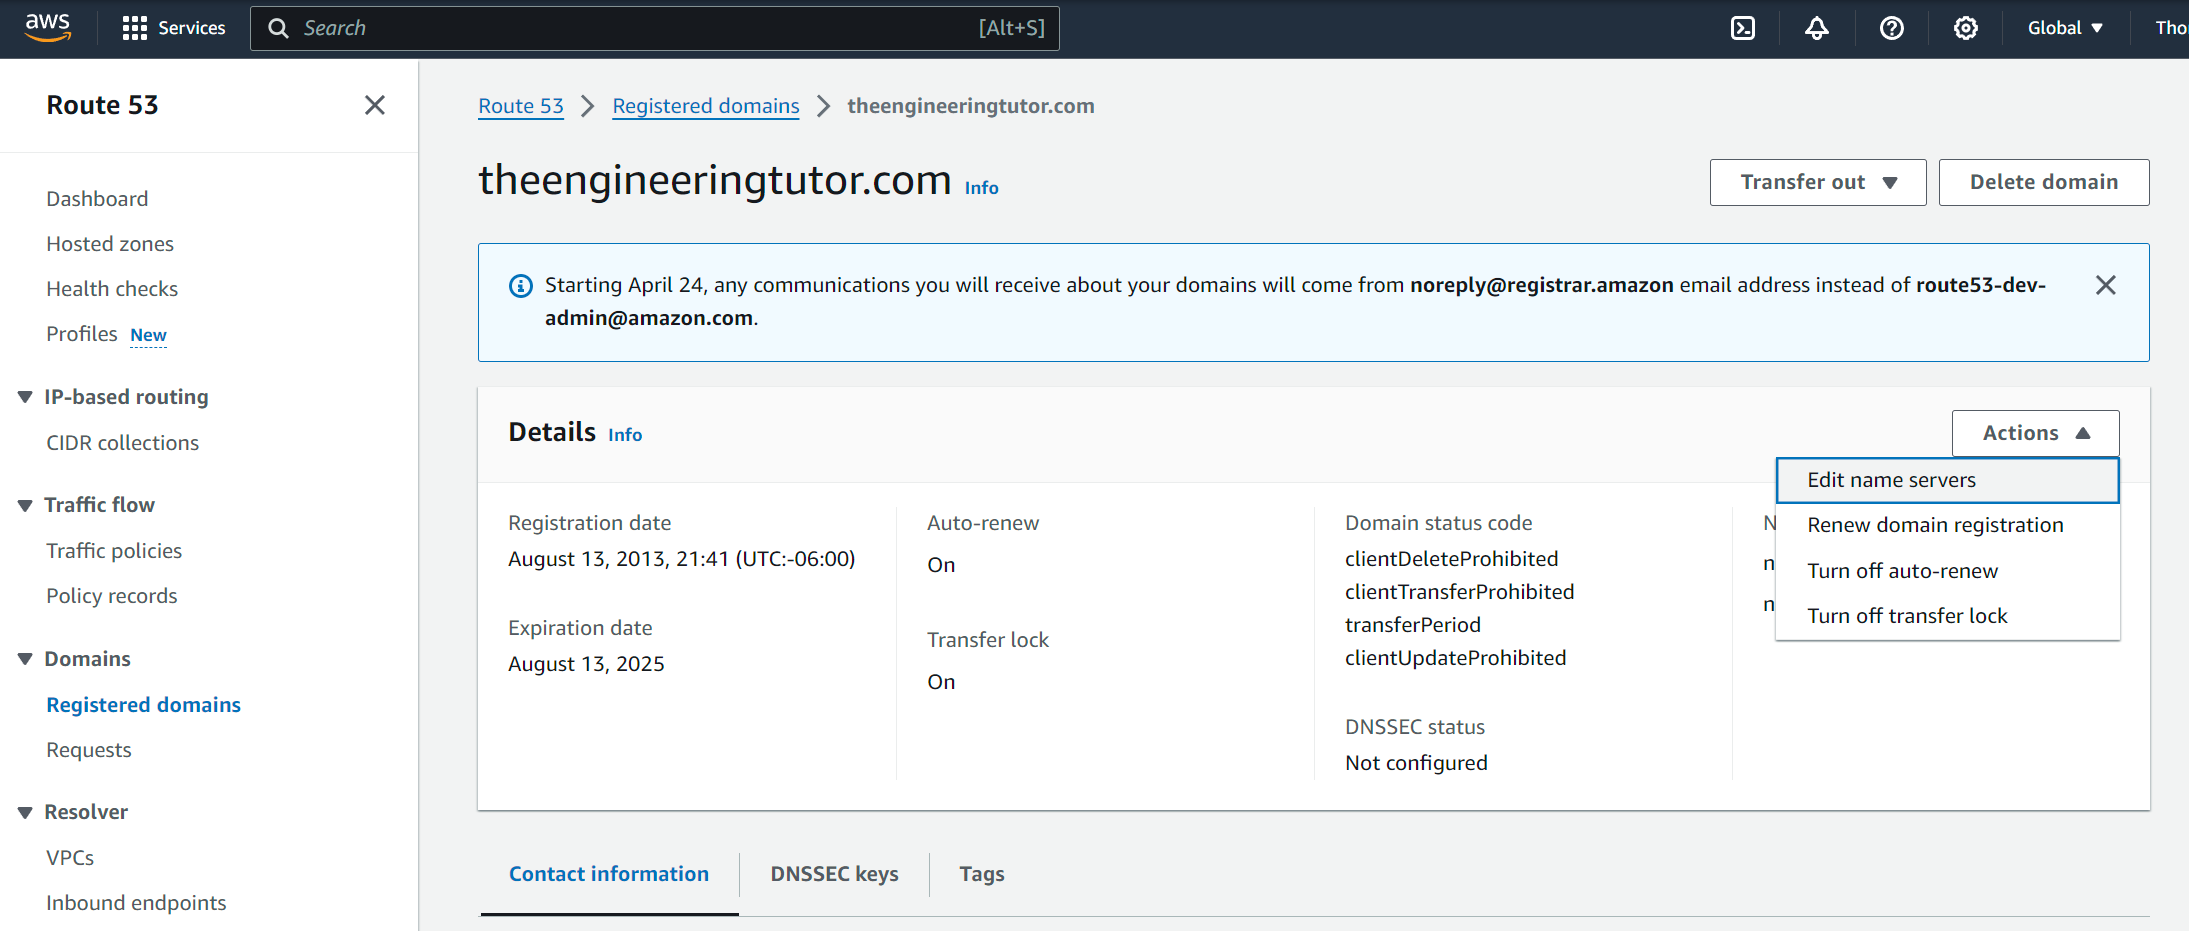 aws
Services
Search
[Alt+S]
Global
Tho
Route 53
Dashboard
Hosted zones
Health checks
Profiles New
IP-based routing
CIDR collections
Traffic flow
Traffic policies
Policy records
Domains
Registered domains
Requests
Resolver
VPCs
Inbound endpoints
Route 53
Registered domains
theengineeringtutor.com
theengineeringtutor.com Info
Transfer out
Delete domain
Starting April 24, any communications you will receive about your domains will come from noreply@registrar.amazon email address instead of route53-dev-
admin@amazon.com.
Details Info
Actions
Edit name servers
Renew domain registration
Turn off auto-renew
Turn off transfer lock
Registration date
August 13, 2013, 21:41 (UTC:-06:00)
Expiration date
August 13, 2025
Auto-renew
On
Transfer lock
On
Domain status code
clientDeleteProhibited
clientTransferProhibited
transferPeriod
clientUpdateProhibited
DNSSEC status
Not configured
N
n
n
Contact information
DNSSEC keys
Tags